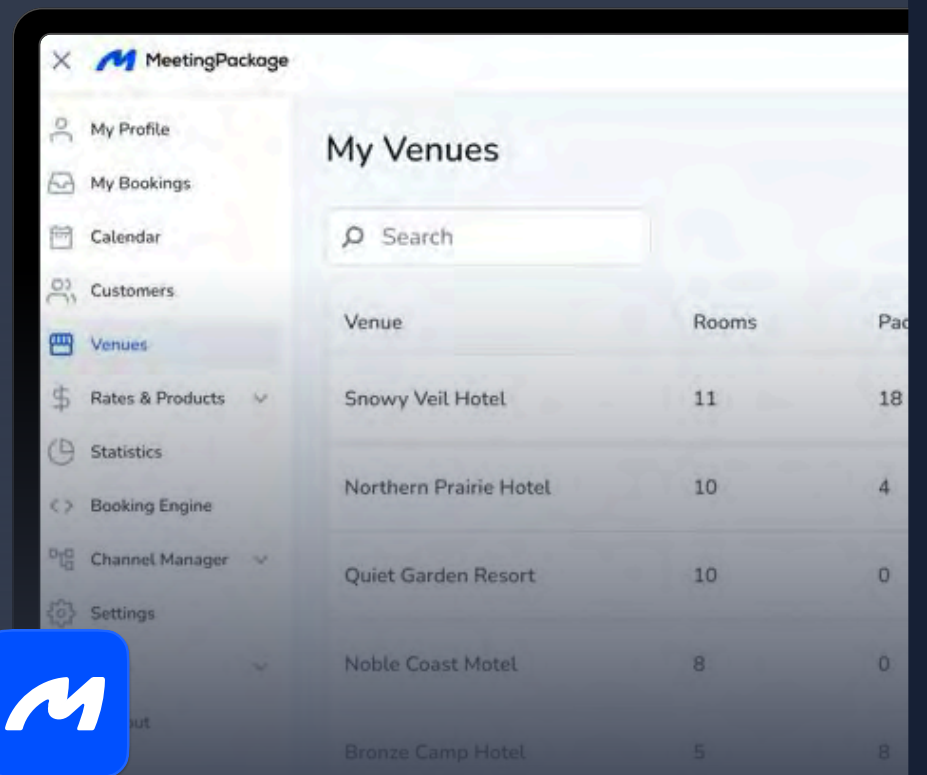 MeetingPackage
My Profile
My Bookings
Calendar
Customers
Venues
Rates & Products
Statistics
Booking Engine
Channel Manager
Settings
My Venues
Search
Venue Rooms Pac
Snowy Veil Hotel 11 18
Northern Prairie Hotel 10 4
Quiet Garden Resort 10 0
Noble Coast Motel 8 0
Bronze Camp Hotel 5 8